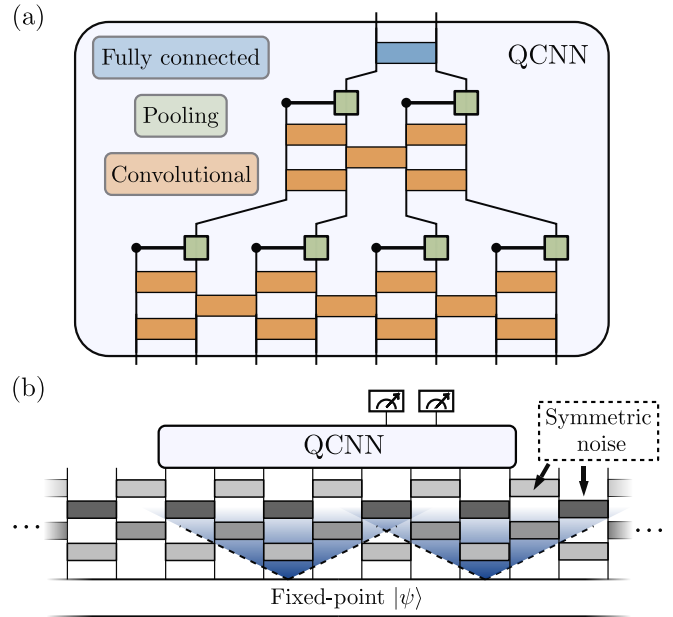 (a)
Fully connected
QCNN
Pooling
Convolutional
(b)
QCNN
Symmetric
noise
...
...
Fixed-point |ψ⟩